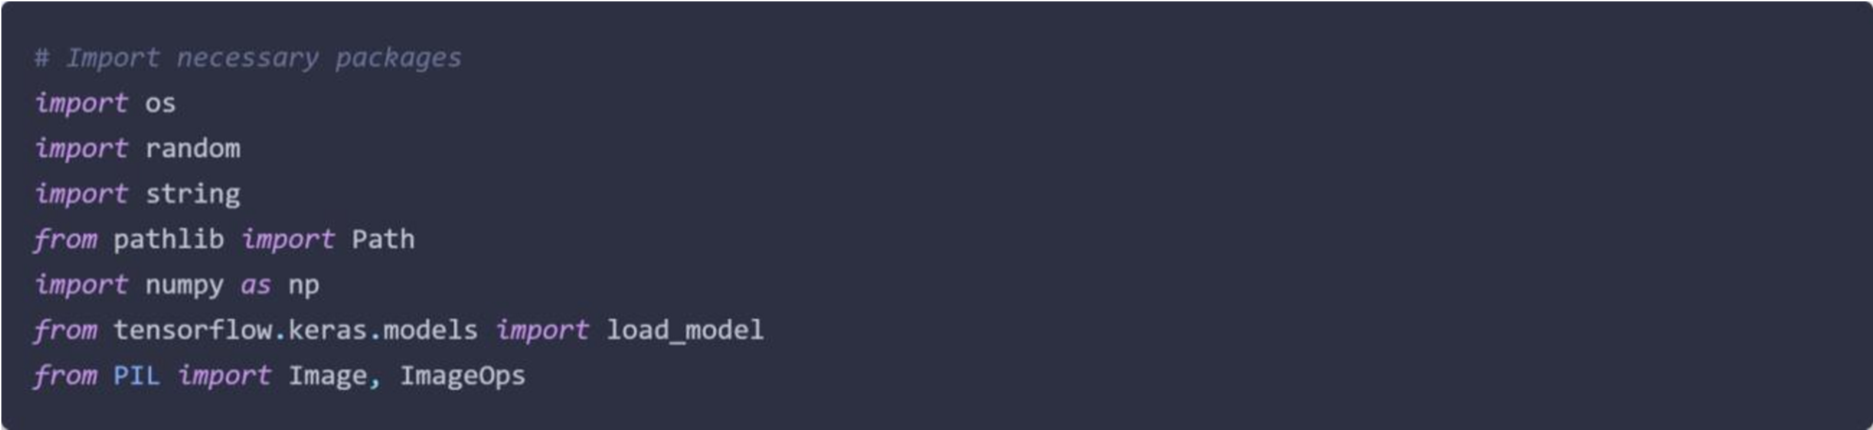 # Import necessary packages
import os
import random
import string
from pathlib import Path
import numpy as np
from tensorflow.keras.models import load_model
from PIL import Image, ImageOps